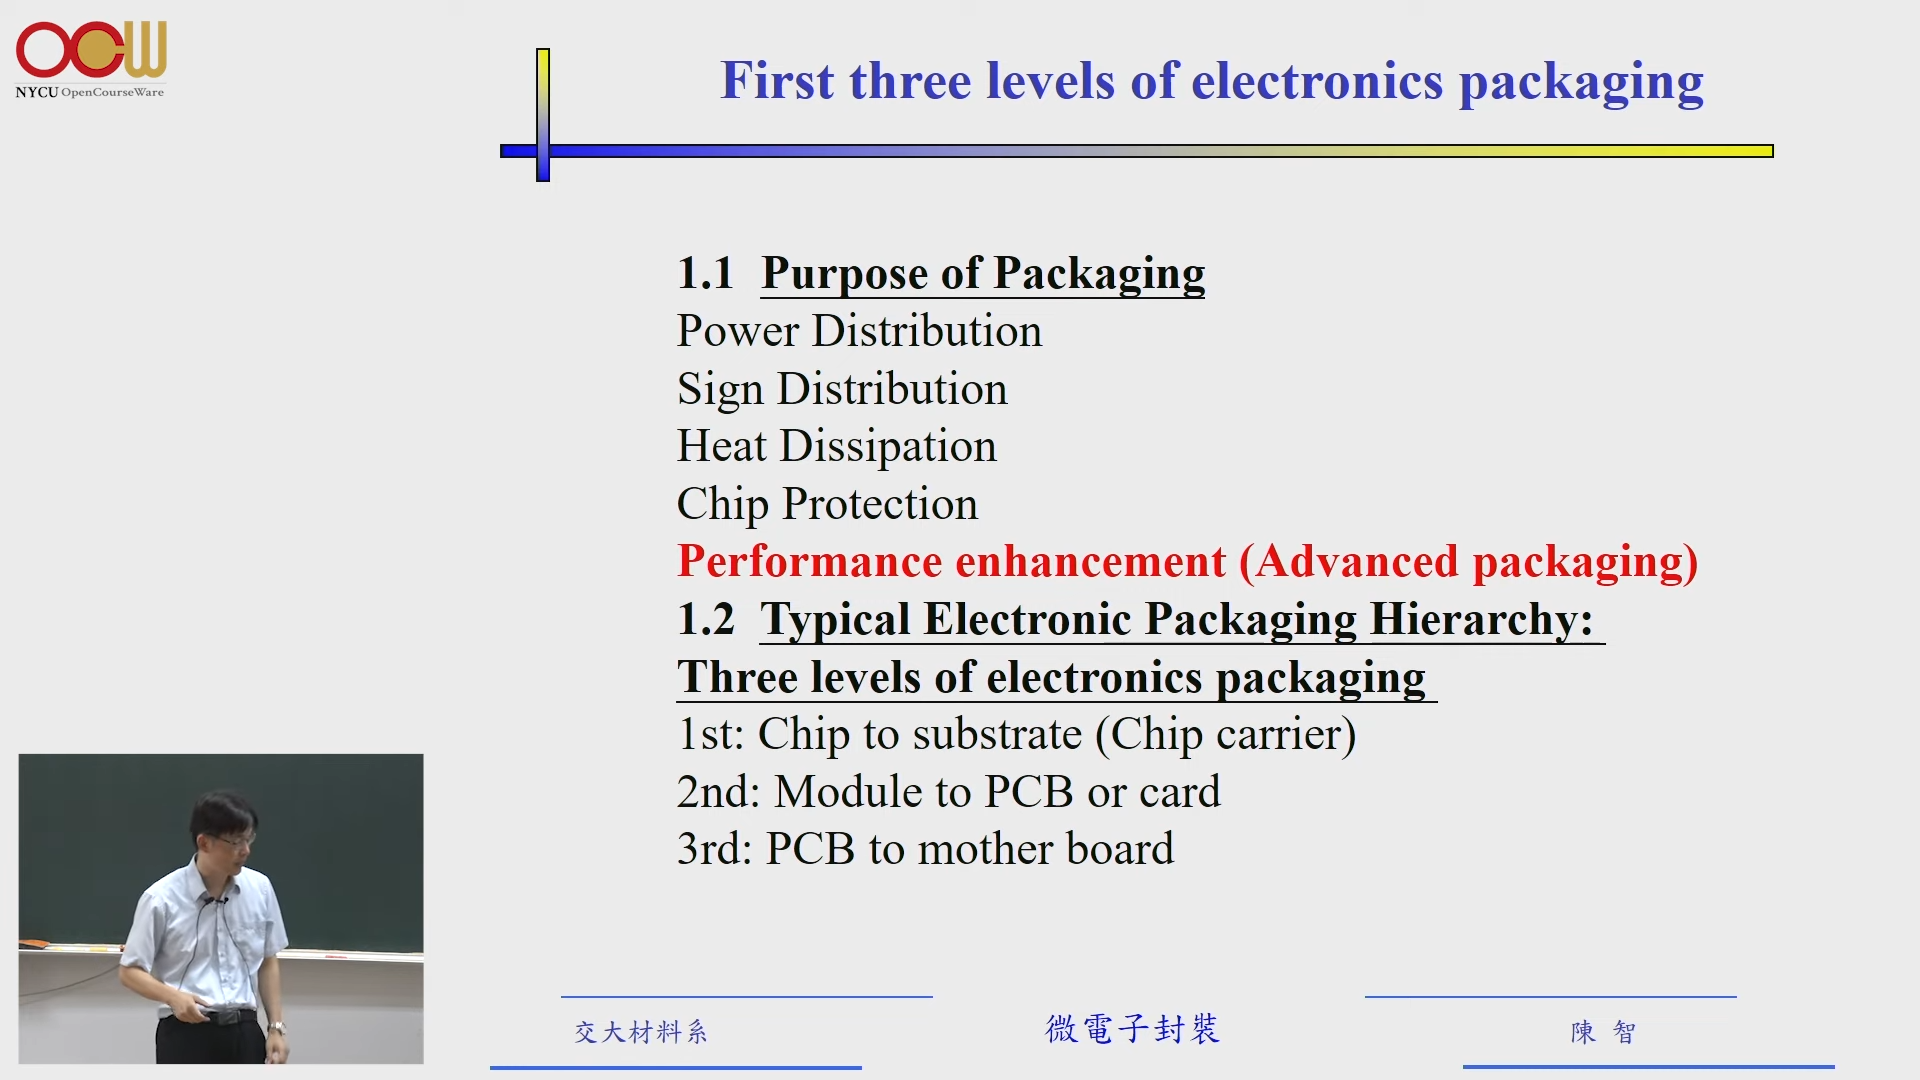 OCW
NYCU OpenCourseWare
First three levels of electronics packaging
1.1 Purpose of Packaging
Power Distribution
Sign Distribution
Heat Dissipation
Chip Protection
Performance enhancement (Advanced packaging)
1.2 Typical Electronic Packaging Hierarchy:
Three levels of electronics packaging
1st: Chip to substrate (Chip carrier)
2nd: Module to PCB or card
3rd: PCB to mother board
交大材料系
微電子封裝
陳 智